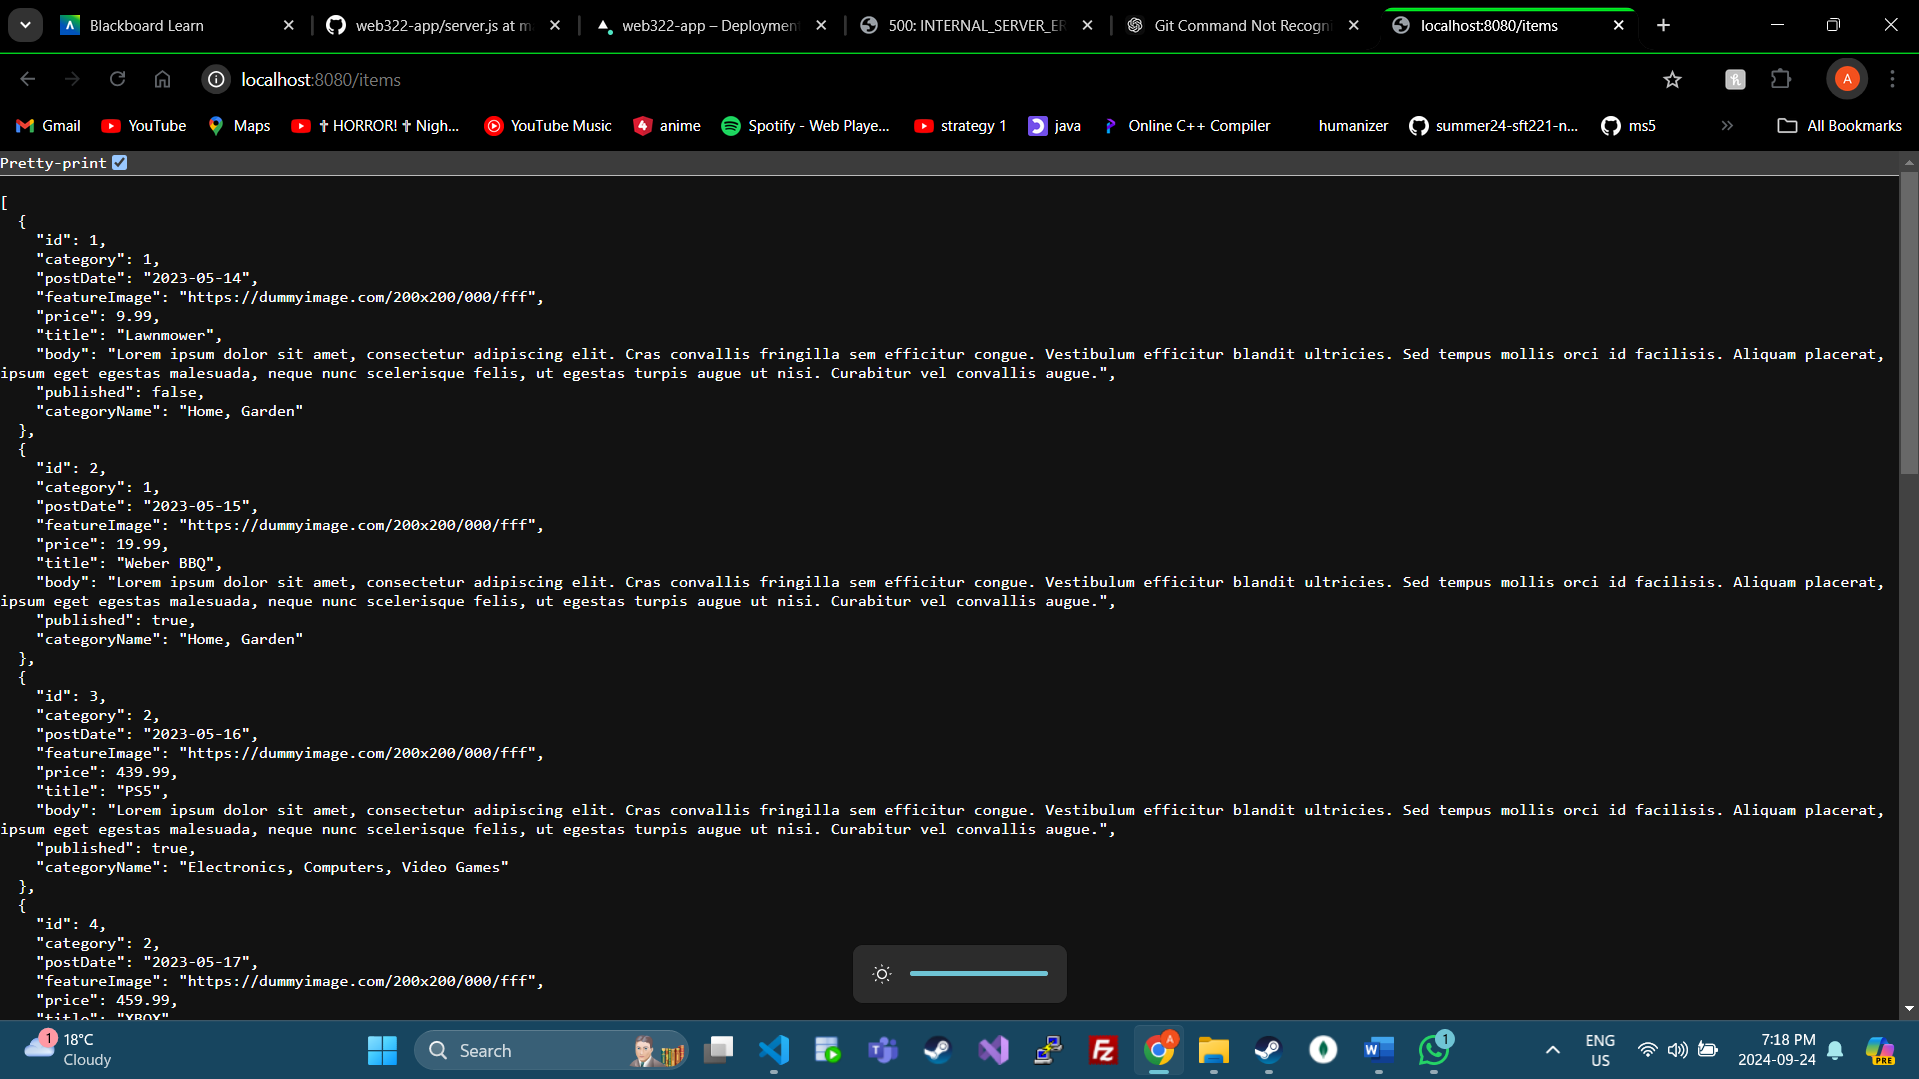 Blackboard Learn
web322-app/server.js at m
web322-app – Deployment
500: INTERNAL_SERVER_ER
Git Command Not Recogni
localhost:8080/items
localhost:8080/items
A
Gmail
YouTube
Maps
✝ HORROR! ✝ Nigh...
YouTube Music
anime
Spotify - Web Playe...
strategy 1
java
Online C++ Compiler
humanizer
summer24-sft221-n...
ms5
All Bookmarks
Pretty-print
[
  {
    "id": 1,
    "category": 1,
    "postDate": "2023-05-14",
    "featureImage": "https://dummyimage.com/200x200/000/fff",
    "price": 9.99,
    "title": "Lawnmower",
    "body": "Lorem ipsum dolor sit amet, consectetur adipiscing elit. Cras convallis fringilla sem efficitur congue. Vestibulum efficitur blandit ultricies. Sed tempus mollis orci id facilisis. Aliquam placerat,
ipsum eget egestas malesuada, neque nunc scelerisque felis, ut egestas turpis augue ut nisi. Curabitur vel convallis augue.",
    "published": false,
    "categoryName": "Home, Garden"
  },
  {
    "id": 2,
    "category": 1,
    "postDate": "2023-05-15",
    "featureImage": "https://dummyimage.com/200x200/000/fff",
    "price": 19.99,
    "title": "Weber BBQ",
    "body": "Lorem ipsum dolor sit amet, consectetur adipiscing elit. Cras convallis fringilla sem efficitur congue. Vestibulum efficitur blandit ultricies. Sed tempus mollis orci id facilisis. Aliquam placerat,
ipsum eget egestas malesuada, neque nunc scelerisque felis, ut egestas turpis augue ut nisi. Curabitur vel convallis augue.",
    "published": true,
    "categoryName": "Home, Garden"
  },
  {
    "id": 3,
    "category": 2,
    "postDate": "2023-05-16",
    "featureImage": "https://dummyimage.com/200x200/000/fff",
    "price": 439.99,
    "title": "PS5",
    "body": "Lorem ipsum dolor sit amet, consectetur adipiscing elit. Cras convallis fringilla sem efficitur congue. Vestibulum efficitur blandit ultricies. Sed tempus mollis orci id facilisis. Aliquam placerat,
ipsum eget egestas malesuada, neque nunc scelerisque felis, ut egestas turpis augue ut nisi. Curabitur vel convallis augue.",
    "published": true,
    "categoryName": "Electronics, Computers, Video Games"
  },
  {
    "id": 4,
    "category": 2,
    "postDate": "2023-05-17",
    "featureImage": "https://dummyimage.com/200x200/000/fff",
    "price": 459.99,
    "title": "XBOX"
1
18°C
Cloudy
Search
A
1
ENG
US
7:18 PM
2024-09-24
PRE